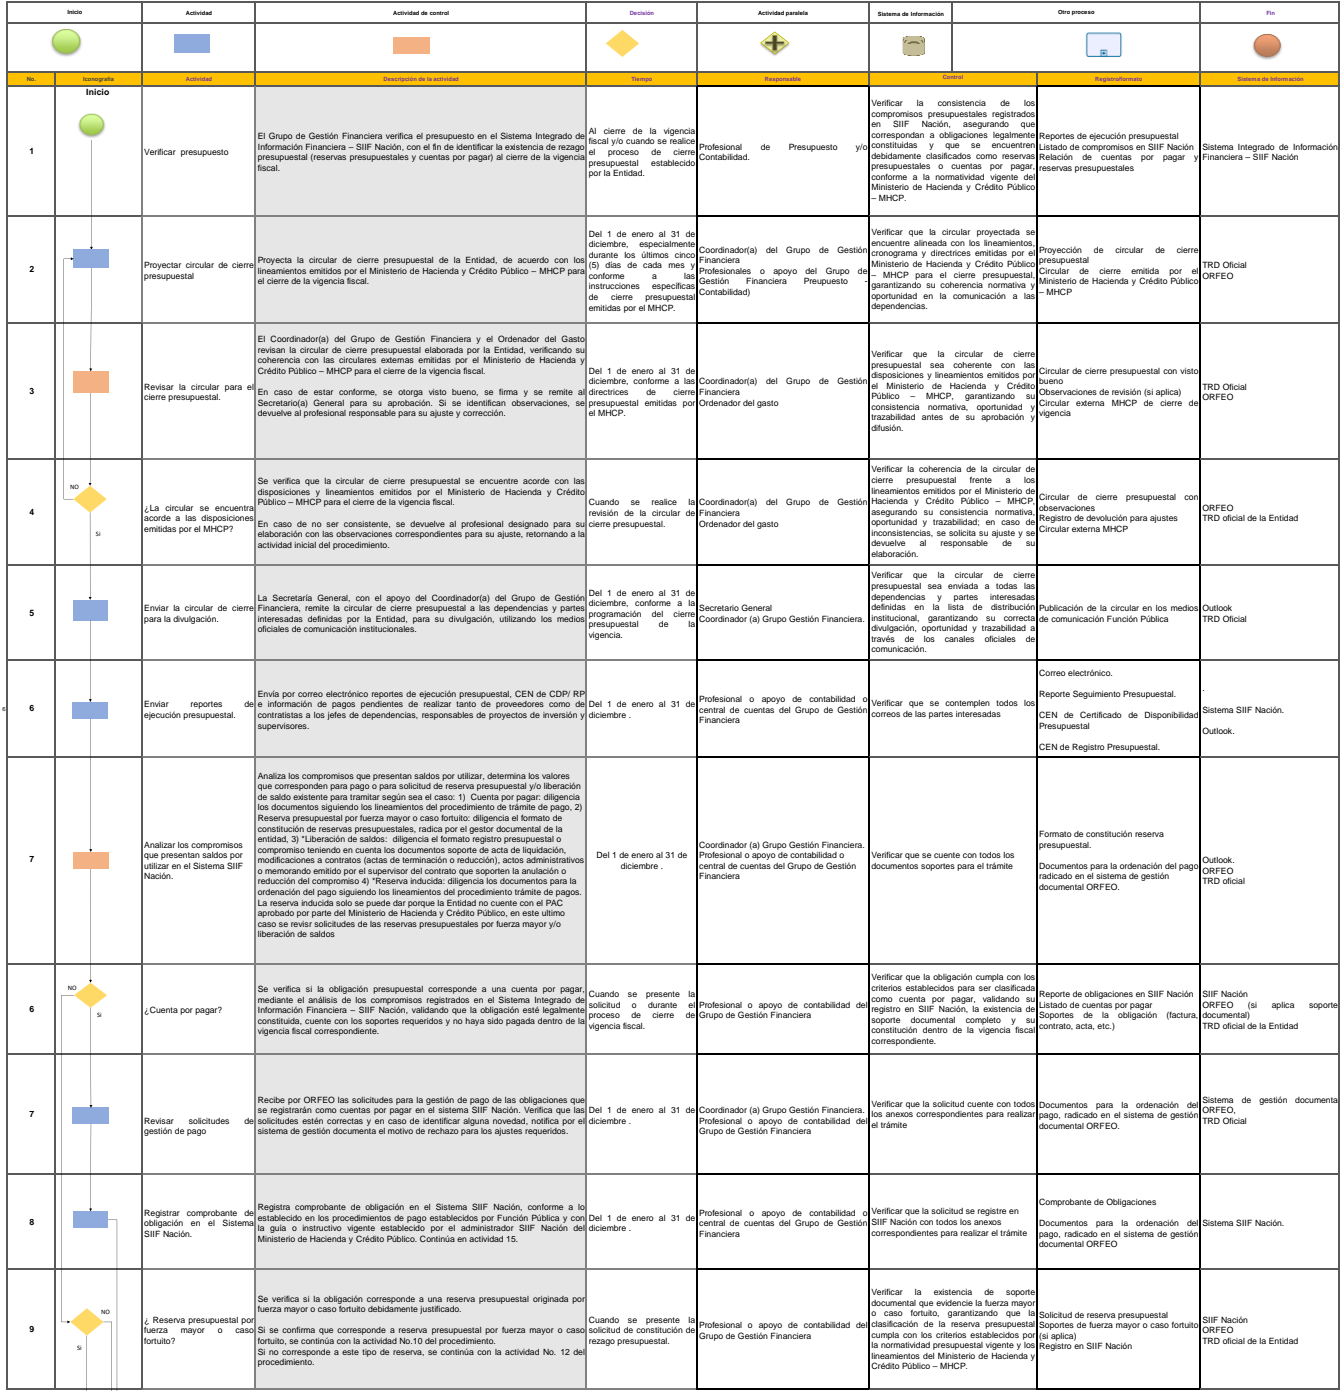 Inicio
Actividad
Actividad de control
Decisión
Actividad paralela
Sistema de Información
Otro proceso
Fin
No.
Iconografía
Actividad
Descripción de la actividad
Tiempo
Responsable
Control
Registro/formato
Sistema de Información
Inicio
1
Verificar presupuesto
El Grupo de Gestión Financiera verifica el presupuesto en el Sistema Integrado de
Información Financiera – SIIF Nación, con el fin de identificar la existencia de rezago
presupuestal (reservas presupuestales y cuentas por pagar) al cierre de la vigencia
fiscal.
Al cierre de la vigencia
fiscal y/o cuando se realice
el proceso de cierre
presupuestal establecido
por la Entidad.
Profesional de Presupuesto y/o
Contabilidad.
Verificar la consistencia de los
compromisos presupuestales registrados
en SIIF Nación, asegurando que
correspondan a obligaciones legalmente
constituidas y que se encuentren
debidamente clasificados como reservas
presupuestales o cuentas por pagar,
conforme a la normatividad vigente del
Ministerio de Hacienda y Crédito Público
– MHCP.
Reportes de ejecución presupuestal
Listado de compromisos en SIIF Nación
Relación de cuentas por pagar y
reservas presupuestales
Sistema Integrado de Información
Financiera – SIIF Nación
2
Proyectar circular de cierre
presupuestal
Proyecta la circular de cierre presupuestal de la Entidad, de acuerdo con los
lineamientos emitidos por el Ministerio de Hacienda y Crédito Público – MHCP para
el cierre de la vigencia fiscal.
Del 1 de enero al 31 de
diciembre, especialmente
durante los últimos cinco
(5) días de cada mes y
conforme a las
instrucciones específicas
de cierre presupuestal
emitidas por el MHCP.
Coordinador(a) del Grupo de Gestión
Financiera
Profesionales o apoyo del Grupo de
Gestión Financiera Preupuesto -
Contabilidad)
Verificar que la circular proyectada se
encuentre alineada con los lineamientos,
cronograma y directrices emitidas por el
Ministerio de Hacienda y Crédito Público
– MHCP para el cierre presupuestal,
garantizando su coherencia normativa y
oportunidad en la comunicación a las
dependencias.
Proyección de circular de cierre
presupuestal
Circular de cierre emitida por el
Ministerio de Hacienda y Crédito Público
– MHCP
TRD Oficial
ORFEO
3
Revisar la circular para el
cierre presupuestal.
El Coordinador(a) del Grupo de Gestión Financiera y el Ordenador del Gasto
revisan la circular de cierre presupuestal elaborada por la Entidad, verificando su
coherencia con las circulares externas emitidas por el Ministerio de Hacienda y
Crédito Público – MHCP para el cierre de la vigencia fiscal.
En caso de estar conforme, se otorga visto bueno, se firma y se remite al
Secretario(a) General para su aprobación. Si se identifican observaciones, se
devuelve al profesional responsable para su ajuste y corrección.
Del 1 de enero al 31 de
diciembre, conforme a las
directrices de cierre
presupuestal emitidas por
el MHCP.
Coordinador(a) del Grupo de Gestión
Financiera
Ordenador del gasto
Verificar que la circular de cierre
presupuestal sea coherente con las
disposiciones y lineamientos emitidos por
el Ministerio de Hacienda y Crédito
Público – MHCP, garantizando su
consistencia normativa, oportunidad y
trazabilidad antes de su aprobación y
difusión.
Circular de cierre presupuestal con visto
bueno
Observaciones de revisión (si aplica)
Circular externa MHCP de cierre de
vigencia
TRD Oficial
ORFEO
NO
Si
4
¿La circular se encuentra
acorde a las disposiciones
emitidas por el MHCP?
Se verifica que la circular de cierre presupuestal se encuentre acorde con las
disposiciones y lineamientos emitidos por el Ministerio de Hacienda y Crédito
Público – MHCP para el cierre de la vigencia fiscal.
En caso de no ser consistente, se devuelve al profesional designado para su
elaboración con las observaciones correspondientes para su ajuste, retornando a la
actividad inicial del procedimiento.
Cuando se realice la
revisión de la circular de
cierre presupuestal.
Coordinador(a) del Grupo de Gestión
Financiera
Ordenador del gasto
Verificar la coherencia de la circular de
cierre presupuestal frente a los
lineamientos emitidos por el Ministerio de
Hacienda y Crédito Público – MHCP,
asegurando su consistencia normativa,
oportunidad y trazabilidad; en caso de
inconsistencias, se solicita su ajuste y se
devuelve al responsable de su
elaboración.
Circular de cierre presupuestal con
observaciones
Registro de devolución para ajustes
Circular externa MHCP
ORFEO
TRD oficial de la Entidad
5
Enviar la circular de cierre
para la divulgación.
La Secretaría General, con el apoyo del Coordinador(a) del Grupo de Gestión
Financiera, remite la circular de cierre presupuestal a las dependencias y partes
interesadas definidas por la Entidad, para su divulgación, utilizando los medios
oficiales de comunicación institucionales.
Del 1 de enero al 31 de
diciembre, conforme a la
programación del cierre
presupuestal de la
vigencia.
Secretario General
Coordinador (a) Grupo Gestión Financiera.
Verificar que la circular de cierre
presupuestal sea enviada a todas las
dependencias y partes interesadas
definidas en la lista de distribución
institucional, garantizando su correcta
divulgación, oportunidad y trazabilidad a
través de los canales oficiales de
comunicación.
Publicación de la circular en los medios
de comunicación Función Pública
Outlook
TRD Oficial
6
6
Enviar reportes de
ejecución presupuestal.
Envía por correo electrónico reportes de ejecución presupuestal, CEN de CDP/ RP
e información de pagos pendientes de realizar tanto de proveedores como de
contratistas a los jefes de dependencias, responsables de proyectos de inversión y
supervisores.
Del 1 de enero al 31 de
diciembre .
Profesional o apoyo de contabilidad o
central de cuentas del Grupo de Gestión
Financiera
Verificar que se contemplen todos los
correos de las partes interesadas
Correo electrónico.
Reporte Seguimiento Presupuestal.
CEN de Certificado de Disponibilidad
Presupuestal
CEN de Registro Presupuestal.
.
Sistema SIIF Nación.
Outlook.
7
Analizar los compromisos
que presentan saldos por
utilizar en el Sistema SIIF
Nación.
Analiza los compromisos que presentan saldos por utilizar, determina los valores
que corresponden para pago o para solicitud de reserva presupuestal y/o liberación
de saldo existente para tramitar según sea el caso: 1) Cuenta por pagar: diligencia
los documentos siguiendo los lineamientos del procedimiento de trámite de pago, 2)
Reserva presupuestal por fuerza mayor o caso fortuito: diligencia el formato de
constitución de reservas presupuestales, radica por el gestor documental de la
entidad, 3) *Liberación de saldos: diligencia el formato registro presupuestal o
compromiso teniendo en cuenta los documentos soporte de acta de liquidación,
modificaciones a contratos (actas de terminación o reducción), actos administrativos
o memorando emitido por el supervisor del contrato que soporten la anulación o
reducción del compromiso 4) *Reserva inducida: diligencia los documentos para la
ordenación del pago siguiendo los lineamientos del procedimiento trámite de pagos.
La reserva inducida solo se puede dar porque la Entidad no cuente con el PAC
aprobado por parte del Ministerio de Hacienda y Crédito Público, en este ultimo
caso se revisr solicitudes de las reservas presupuestales por fuerza mayor y/o
liberación de saldos
Del 1 de enero al 31 de
diciembre .
Coordinador (a) Grupo Gestión Financiera.
Profesional o apoyo de contabilidad o
central de cuentas del Grupo de Gestión
Financiera
Verificar que se cuente con todos los
documentos soportes para el trámite
Formato de constitución reserva
presupuestal.
Documentos para la ordenación del pago
radicado en el sistema de gestión
documental ORFEO.
Outlook.
ORFEO
TRD oficial
NO
Si
6
¿Cuenta por pagar?
Se verifica si la obligación presupuestal corresponde a una cuenta por pagar,
mediante el análisis de los compromisos registrados en el Sistema Integrado de
Información Financiera – SIIF Nación, validando que la obligación esté legalmente
constituida, cuente con los soportes requeridos y no haya sido pagada dentro de la
vigencia fiscal correspondiente.
Cuando se presente la
solicitud o durante el
proceso de cierre de
vigencia fiscal.
Profesional o apoyo de contabilidad del
Grupo de Gestión Financiera
Verificar que la obligación cumpla con los
criterios establecidos para ser clasificada
como cuenta por pagar, validando su
registro en SIIF Nación, la existencia de
soporte documental completo y su
constitución dentro de la vigencia fiscal
correspondiente.
Reporte de obligaciones en SIIF Nación
Listado de cuentas por pagar
Soportes de la obligación (factura,
contrato, acta, etc.)
SIIF Nación
ORFEO (si aplica soporte
documental)
TRD oficial de la Entidad
7
Revisar solicitudes de
gestión de pago
Recibe por ORFEO las solicitudes para la gestión de pago de las obligaciones que
se registrarán como cuentas por pagar en el sistema SIIF Nación. Verifica que las
solicitudes estén correctas y en caso de identificar alguna novedad, notifica por el
sistema de gestión documenta el motivo de rechazo para los ajustes requeridos.
Del 1 de enero al 31 de
diciembre .
Coordinador (a) Grupo Gestión Financiera.
Profesional o apoyo de contabilidad del
Grupo de Gestión Financiera
Verificar que la solicitud cuente con todos
los anexos correspondientes para realizar
el trámite
Documentos para la ordenación del
pago, radicado en el sistema de gestión
documental ORFEO.
Sistema de gestión documenta
ORFEO,
TRD Oficial
8
Registrar comprobante de
obligación en el Sistema
SIIF Nación.
Registra comprobante de obligación en el Sistema SIIF Nación, conforme a lo
establecido en los procedimientos de pago establecidos por Función Pública y con
la guía o instructivo vigente establecido por el administrador SIIF Nación del
Ministerio de Hacienda y Crédito Público. Continúa en actividad 15.
Del 1 de enero al 31 de
diciembre .
Profesional o apoyo de contabilidad o
central de cuentas del Grupo de Gestión
Financiera
Verificar que la solicitud se registre en
SIIF Nación con todos los anexos
correspondientes para realizar el trámite
Comprobante de Obligaciones
Documentos para la ordenación del
pago, radicado en el sistema de gestión
documental ORFEO
Sistema SIIF Nación.
NO
Si
9
¿ Reserva presupuestal por
fuerza mayor o caso
fortuito?
Se verifica si la obligación corresponde a una reserva presupuestal originada por
fuerza mayor o caso fortuito debidamente justificado.
Si se confirma que corresponde a reserva presupuestal por fuerza mayor o caso
fortuito, se continúa con la actividad No.10 del procedimiento.
Si no corresponde a este tipo de reserva, se continúa con la actividad No. 12 del
procedimiento.
Cuando se presente la
solicitud de constitución de
rezago presupuestal.
Profesional o apoyo de contabilidad del
Grupo de Gestión Financiera
Verificar la existencia de soporte
documental que evidencie la fuerza mayor
o caso fortuito, garantizando que la
clasificación de la reserva presupuestal
cumpla con los criterios establecidos por
la normatividad presupuestal vigente y los
lineamientos del Ministerio de Hacienda y
Crédito Público – MHCP.
Solicitud de reserva presupuestal
Soportes de fuerza mayor o caso fortuito
(si aplica)
Registro en SIIF Nación
SIIF Nación
ORFEO
TRD oficial de la Entidad